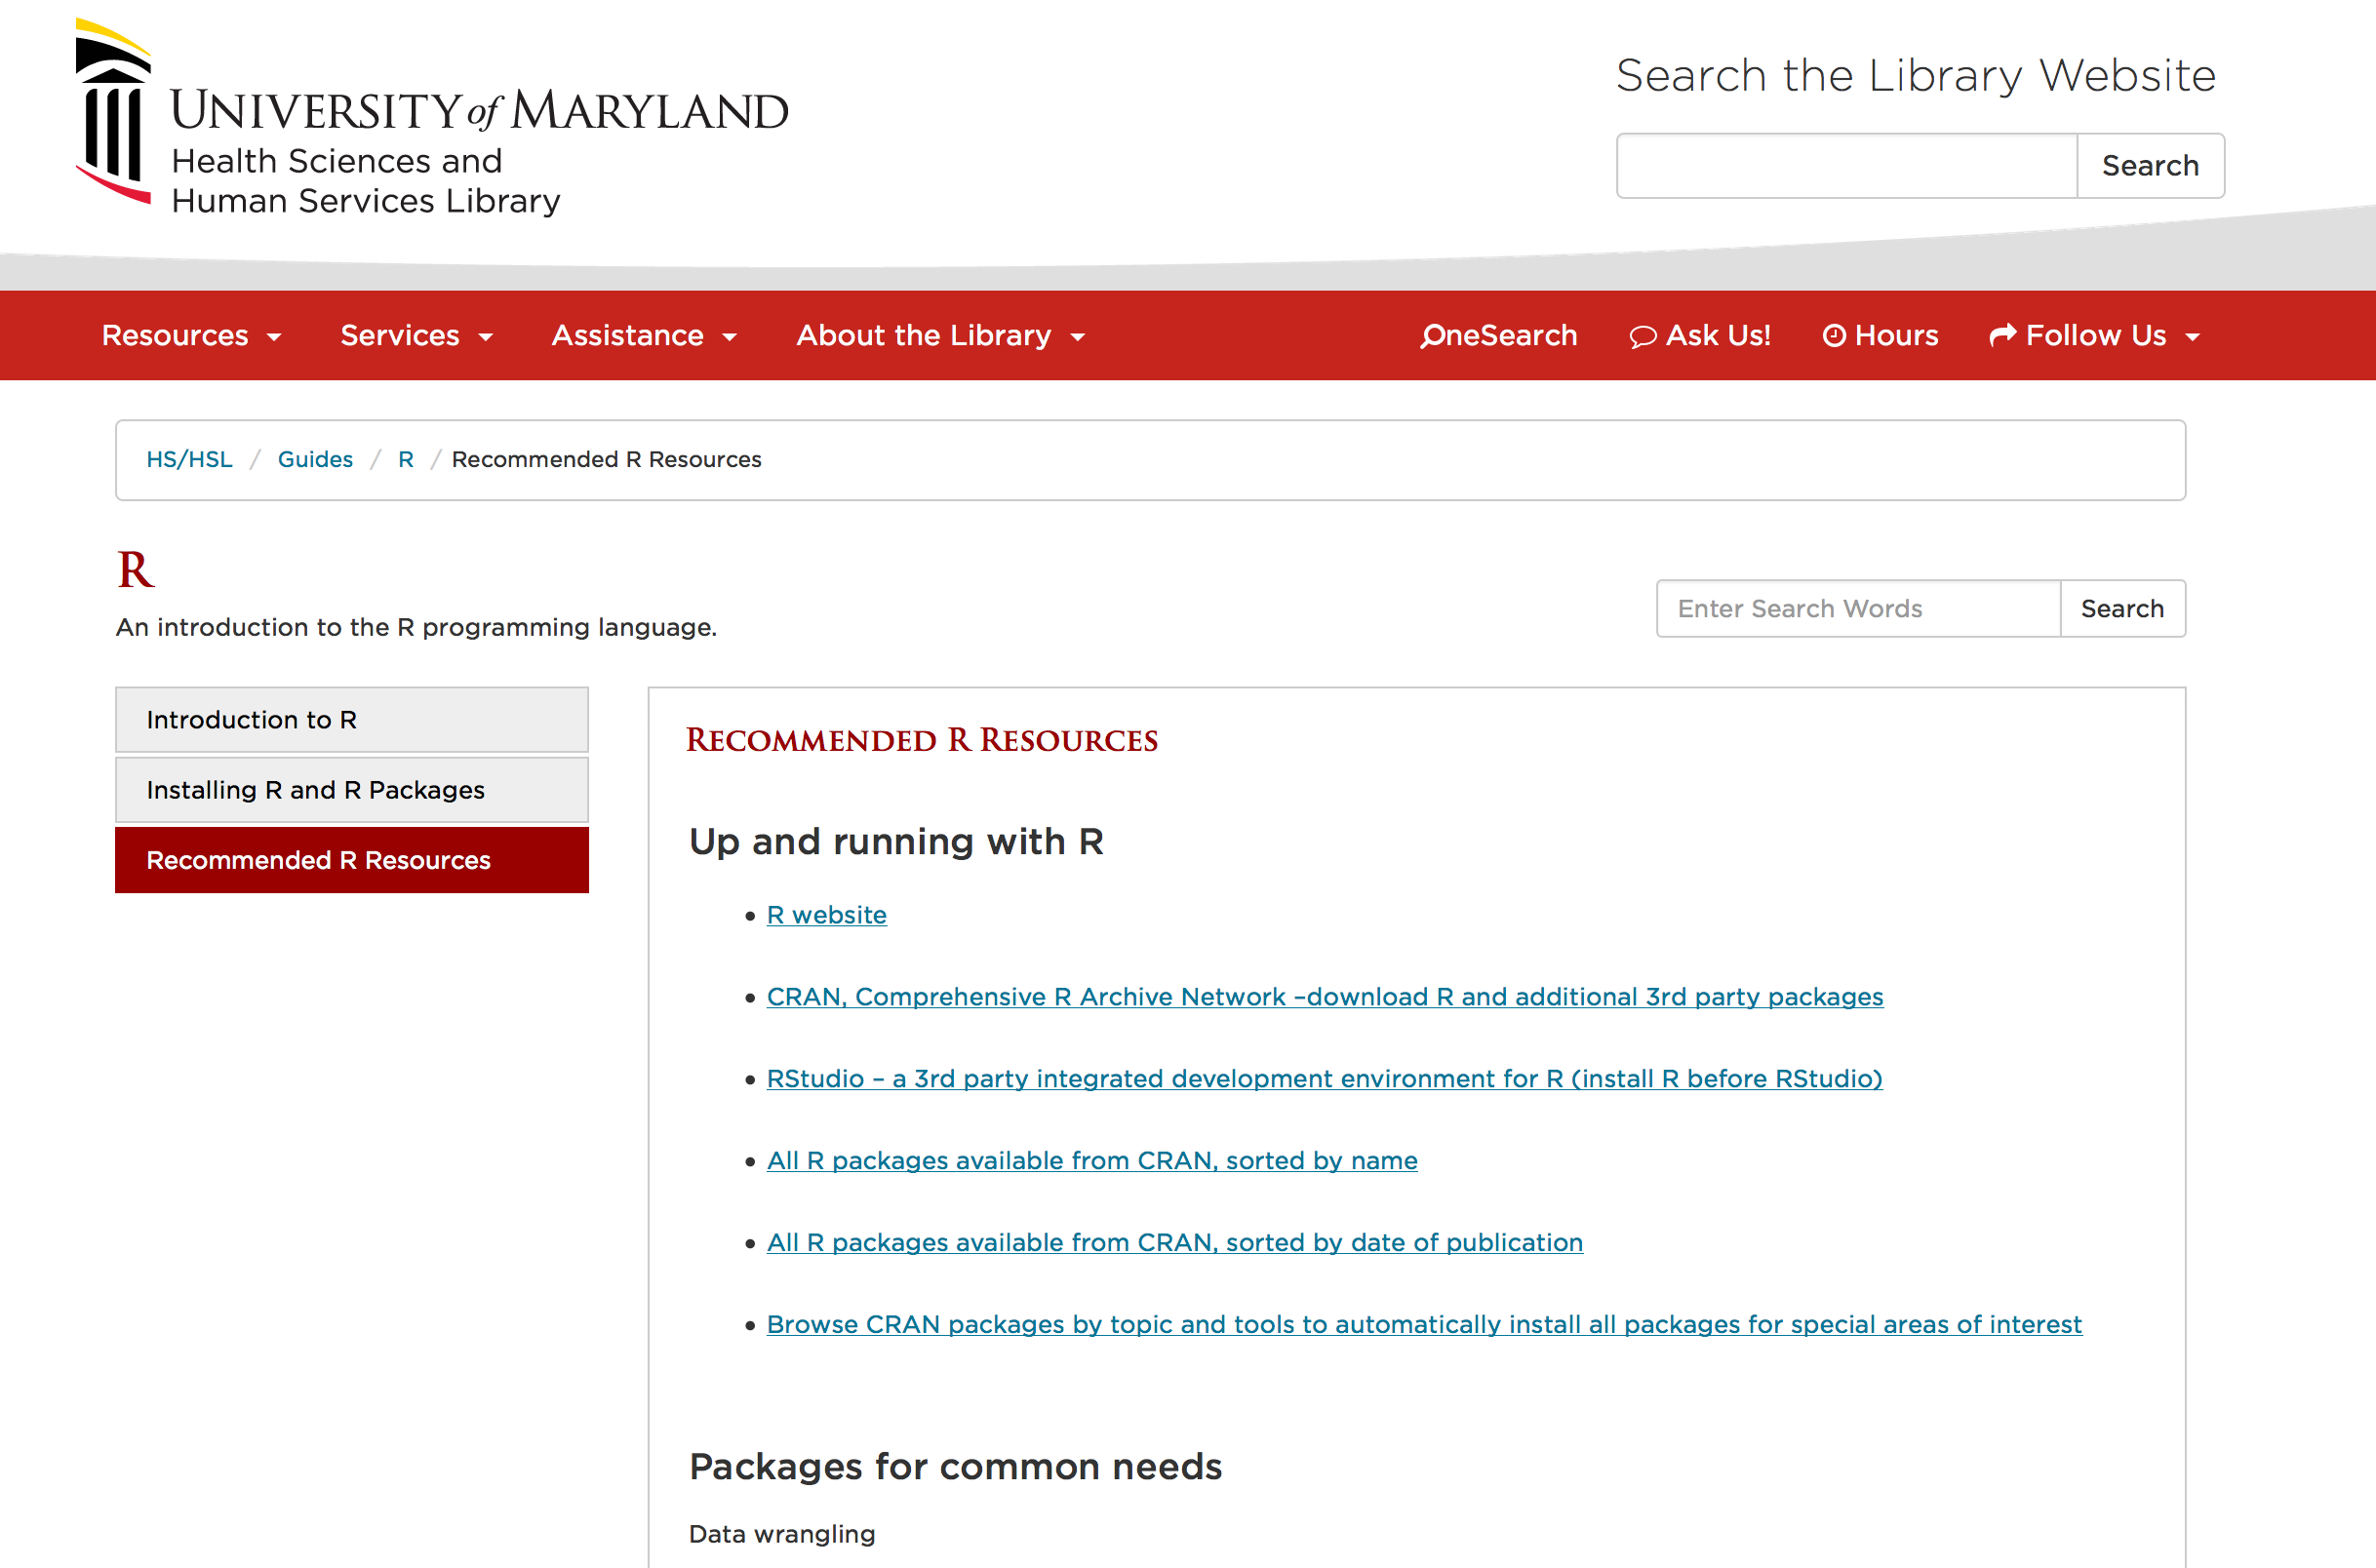 UNIVERSITY of MARYLAND
Health Sciences and
Human Services Library
Search the Library Website
Search
Resources
Services
Assistance
About the Library
OneSearch
Ask Us!
Hours
Follow Us
HS/HSL / Guides / R / Recommended R Resources
R
An introduction to the R programming language.
Enter Search Words
Search
Introduction to R
Installing R and R Packages
Recommended R Resources
RECOMMENDED R RESOURCES
Up and running with R
• R website
• CRAN, Comprehensive R Archive Network –download R and additional 3rd party packages
• RStudio – a 3rd party integrated development environment for R (install R before RStudio)
• All R packages available from CRAN, sorted by name
• All R packages available from CRAN, sorted by date of publication
• Browse CRAN packages by topic and tools to automatically install all packages for special areas of interest
Packages for common needs
Data wrangling